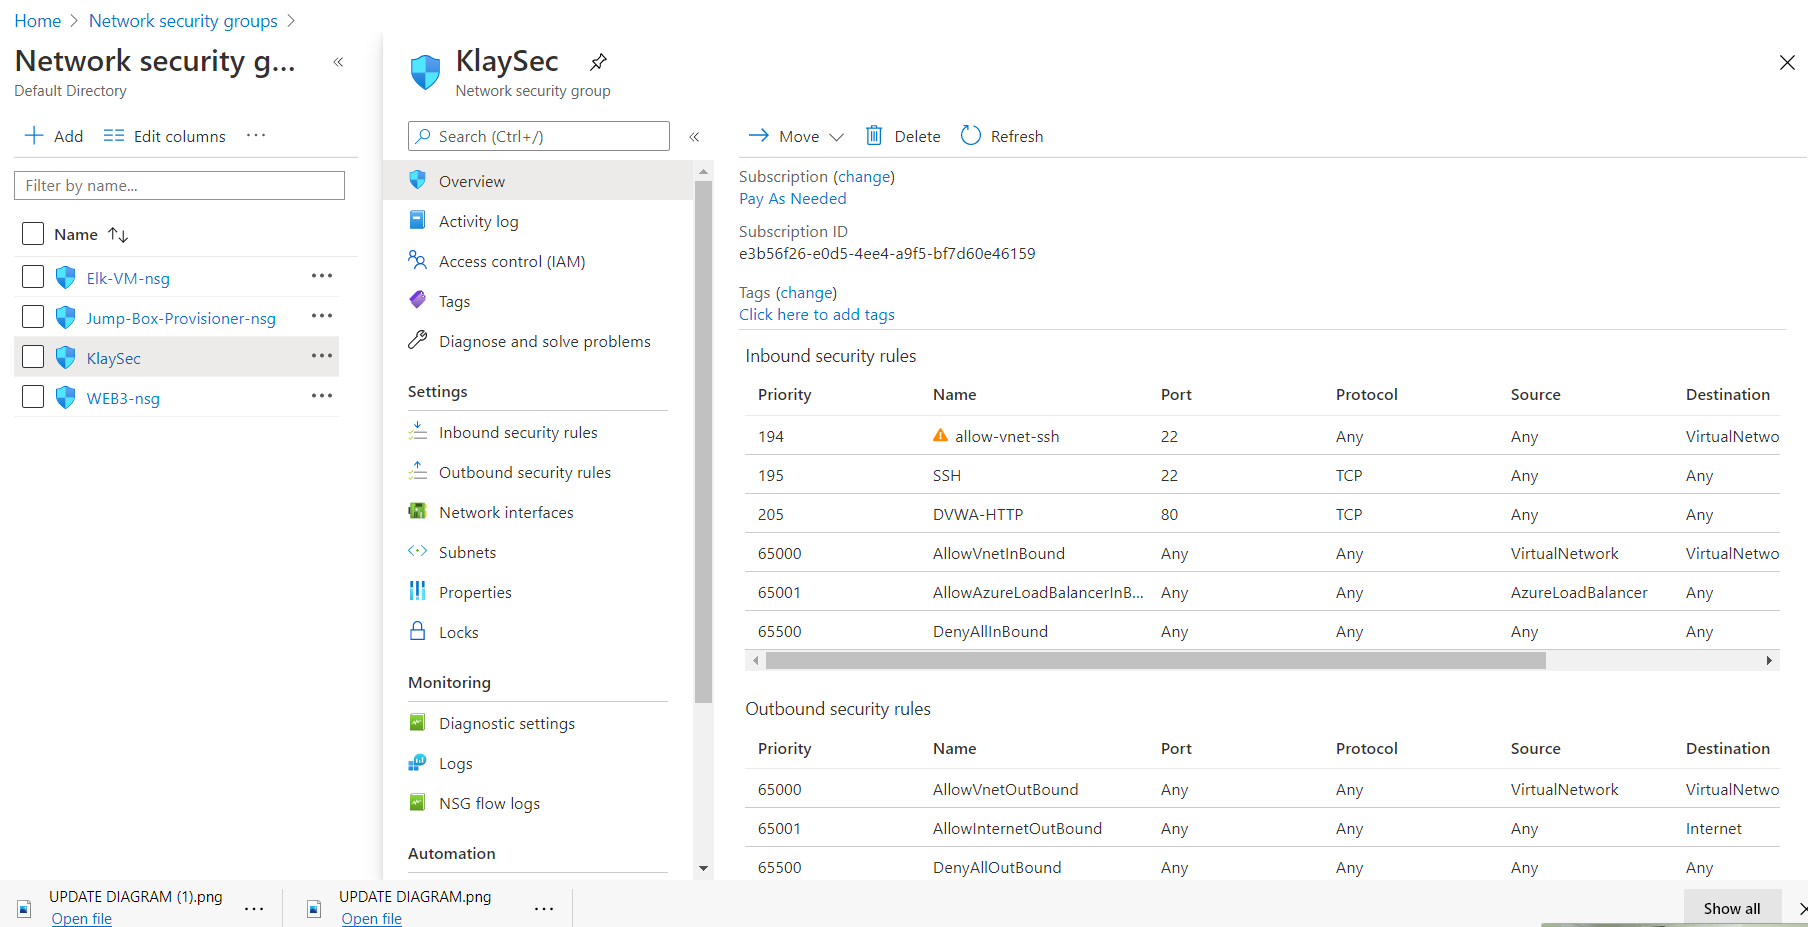 Home > Network security groups >
Network security g... «
Default Directory
+ Add Edit columns ...
Filter by name...
Name ↑↓
Elk-VM-nsg ...
Jump-Box-Provisioner-nsg ...
KlaySec ...
WEB3-nsg ...
KlaySec
Network security group
Search (Ctrl+/) «
Overview
Activity log
Access control (IAM)
Tags
Diagnose and solve problems
Settings
Inbound security rules
Outbound security rules
Network interfaces
Subnets
Properties
Locks
Monitoring
Diagnostic settings
Logs
NSG flow logs
Automation
Move Delete Refresh
Subscription (change)
Pay As Needed
Subscription ID
e3b56f26-e0d5-4ee4-a9f5-bf7d60e46159
Tags (change)
Click here to add tags
Inbound security rules
Priority Name Port Protocol Source Destination
194 allow-vnet-ssh 22 Any Any VirtualNetwo
195 SSH 22 TCP Any Any
205 DVWA-HTTP 80 TCP Any Any
65000 AllowVnetInBound Any Any VirtualNetwork VirtualNetwo
65001 AllowAzureLoadBalancerInB... Any Any AzureLoadBalancer Any
65500 DenyAllInBound Any Any Any Any
Outbound security rules
Priority Name Port Protocol Source Destination
65000 AllowVnetOutBound Any Any VirtualNetwork VirtualNetwo
65001 AllowInternetOutBound Any Any Any Internet
65500 DenyAllOutBound Any Any Any Any
UPDATE DIAGRAM (1).png ...
Open file
UPDATE DIAGRAM.png ...
Open file
Show all